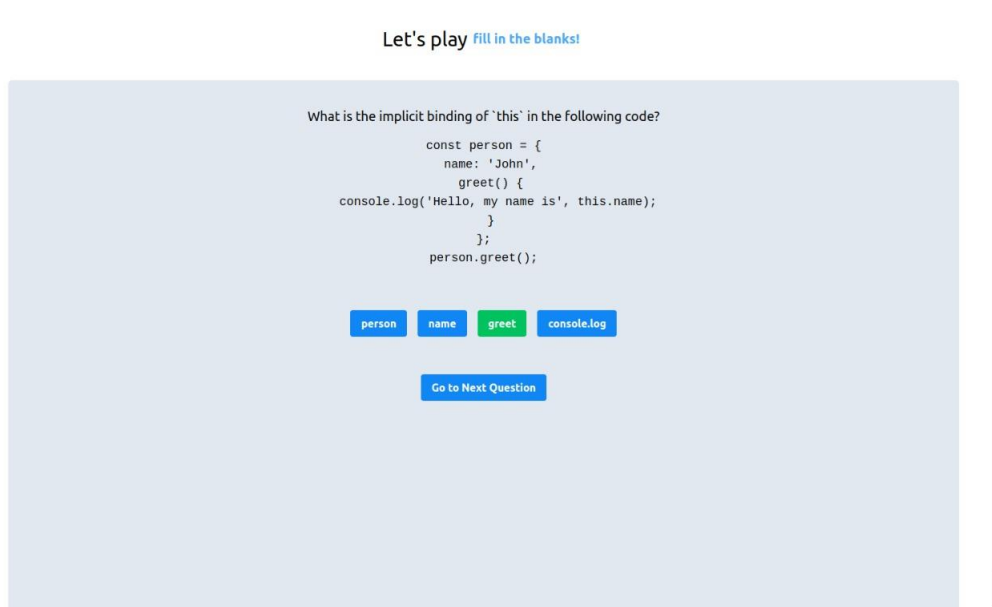 Let's play fill in the blanks!
What is the implicit binding of `this` in the following code?
const person = {
name: 'John',
greet() {
console.log('Hello, my name is', this.name);
}
};
person.greet();
person name greet console.log
Go to Next Question